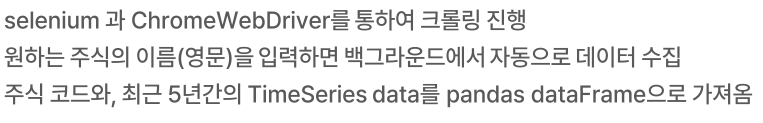 selenium 과 ChromeWebDriver를 통하여 크롤링 진행
원하는 주식의 이름(영문)을 입력하면 백그라운드에서 자동으로 데이터 수집
주식 코드와, 최근 5년간의 TimeSeries data를 pandas dataFrame으로 가져옴